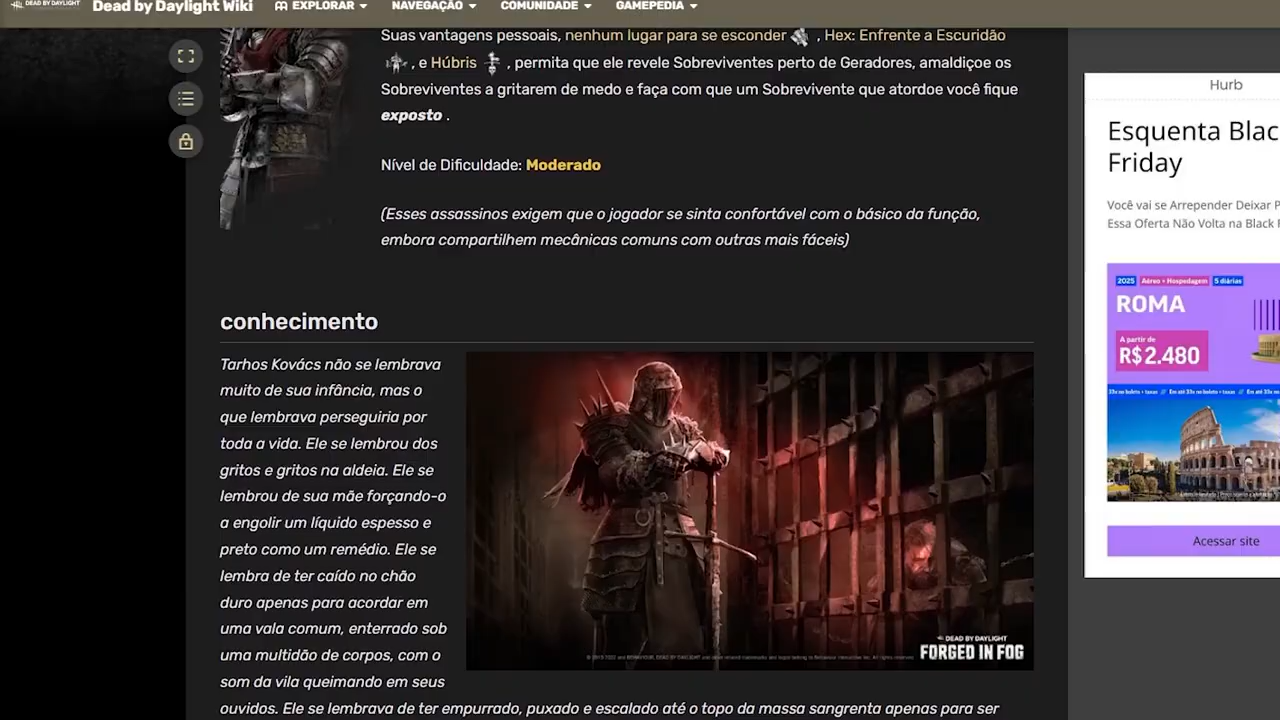 DEAD BY DAYLIGHT
Dead by Daylight Wiki
EXPLORAR
NAVEGAÇÃO
COMUNIDADE
GAMEPEDIA
Suas vantagens pessoais, nenhum lugar para se esconder , Hex: Enfrente a Escuridão
, e Húbris , permita que ele revele Sobreviventes perto de Geradores, amaldiçoe os
Sobreviventes a gritarem de medo e faça com que um Sobrevivente que atordoe você fique
exposto .
Nível de Dificuldade: Moderado
(Esses assassinos exigem que o jogador se sinta confortável com o básico da função,
embora compartilhem mecânicas comuns com outras mais fáceis)
conhecimento
Tarhos Kovács não se lembrava
muito de sua infância, mas o
que lembrava perseguiria por
toda a vida. Ele se lembrou dos
gritos e gritos na aldeia. Ele se
lembrou de sua mãe forçando-o
a engolir um líquido espesso e
preto como um remédio. Ele se
lembra de ter caído no chão
duro apenas para acordar em
uma vala comum, enterrado sob
uma multidão de corpos, com o
som da vila queimando em seus
ouvidos. Ele se lembrava de ter empurrado, puxado e escalado até o topo da massa sangrenta apenas para ser
DEAD BY DAYLIGHT
FORGED IN FOG
Hurb
Esquenta Blac
Friday
Você vai se Arrepender Deixar P
Essa Oferta Não Volta na Black F
2025 Aéreo + Hospedagem 5 diárias
ROMA
A partir de
R$2.480
Acessar site